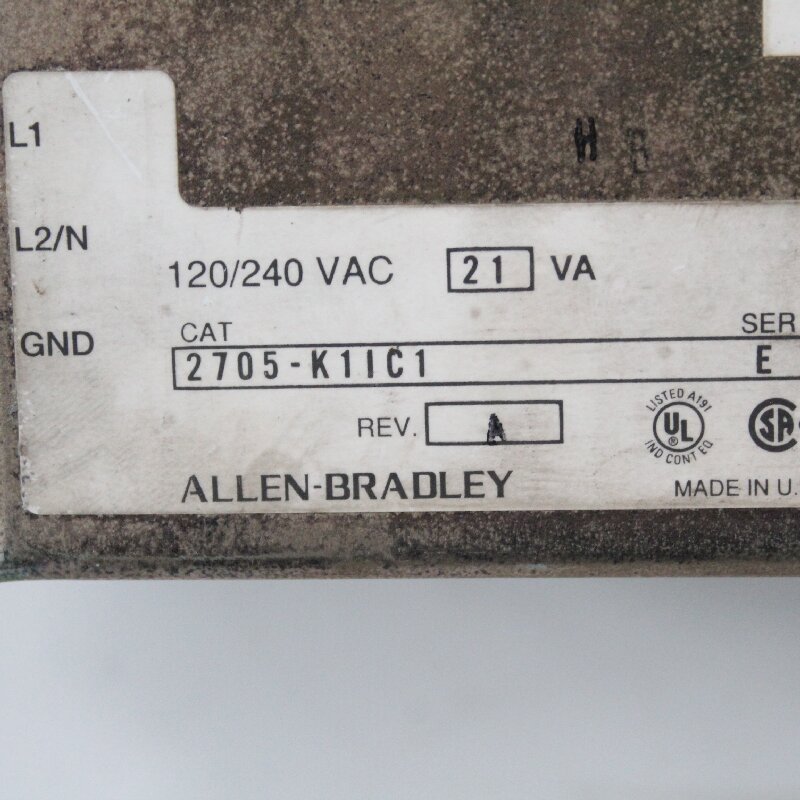 H B
L1
L2/N
120/240 VAC 21 VA
GND
CAT SER
2705-K11C1 E
REV. A
LISTED A191
UL
®
IND CONT EQ
SA
ALLEN-BRADLEY
MADE IN U.